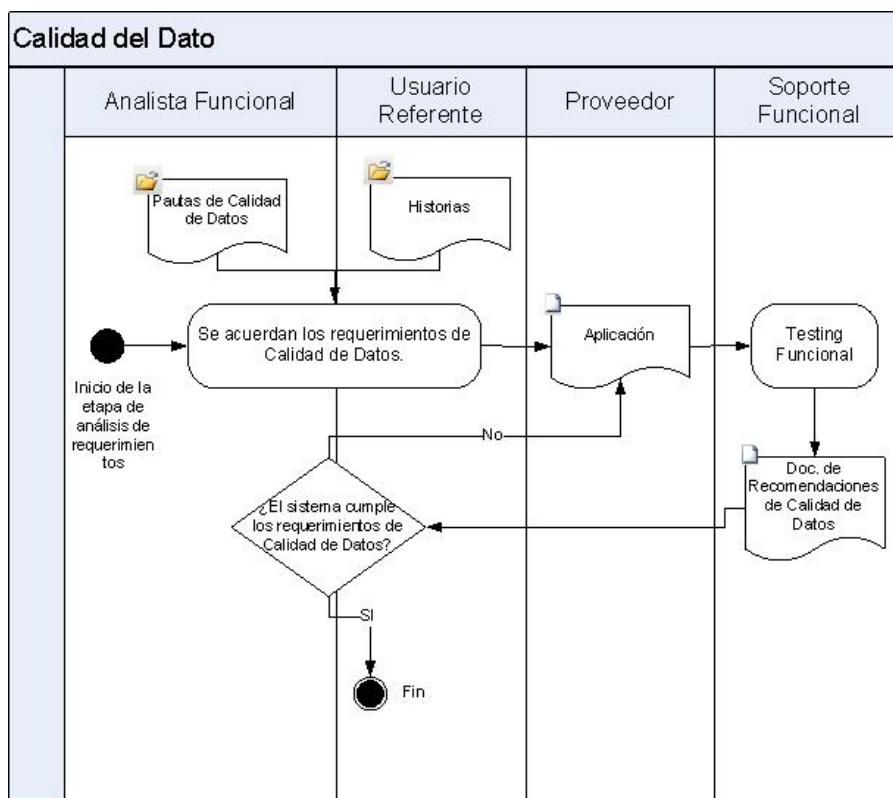 Calidad del Dato
Analista Funcional
Usuario
Referente
Proveedor
Soporte
Funcional
Pautas de Calidad
de Datos
Historias
Se acuerdan los requerimientos de
Calidad de Datos.
Aplicación
Testing
Funcional
Inicio de la
etapa de
análisis de
requerimien
tos
No
¿El sistema cumple
los requerimientos de
Calidad de Datos?
Doc. de
Recomendaciones
de Calidad de
Datos
SI
Fin